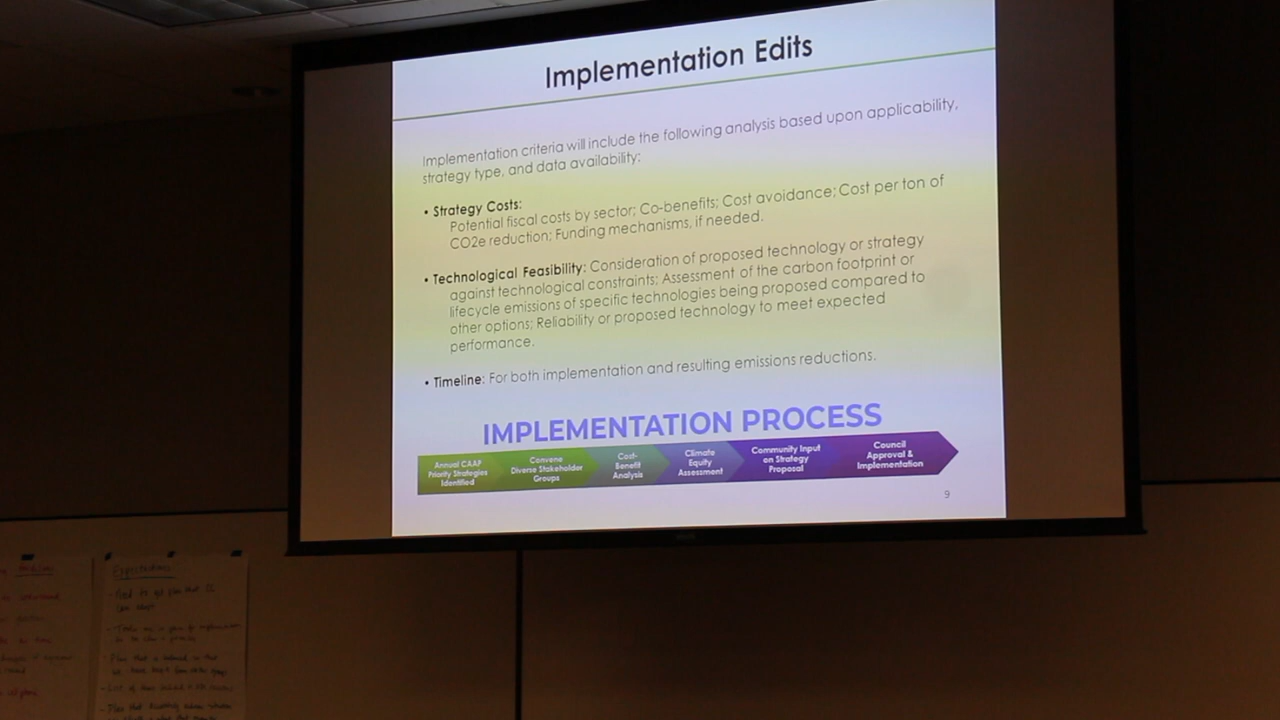 Implementation Edits
Implementation criteria will include the following analysis based upon applicability,
strategy type, and data availability:
• Strategy Costs:
Potential fiscal costs by sector; Co-benefits; Cost avoidance; Cost per ton of
CO2e reduction; Funding mechanisms, if needed.
• Technological Feasibility: Consideration of proposed technology or strategy
against technological constraints; Assessment of the carbon footprint or
lifecycle emissions of specific technologies being proposed compared to
other options; Reliability or proposed technology to meet expected
performance.
• Timeline: For both implementation and resulting emissions reductions.
IMPLEMENTATION PROCESS
Annual CAAP
Priority Strategies
Identified
Convene
Diverse Stakeholder
Groups
Cost-
Benefit
Analysis
Climate
Equity
Assessment
Community Input
on Strategy
Proposal
Council
Approval &
Implementation
9
Expectations